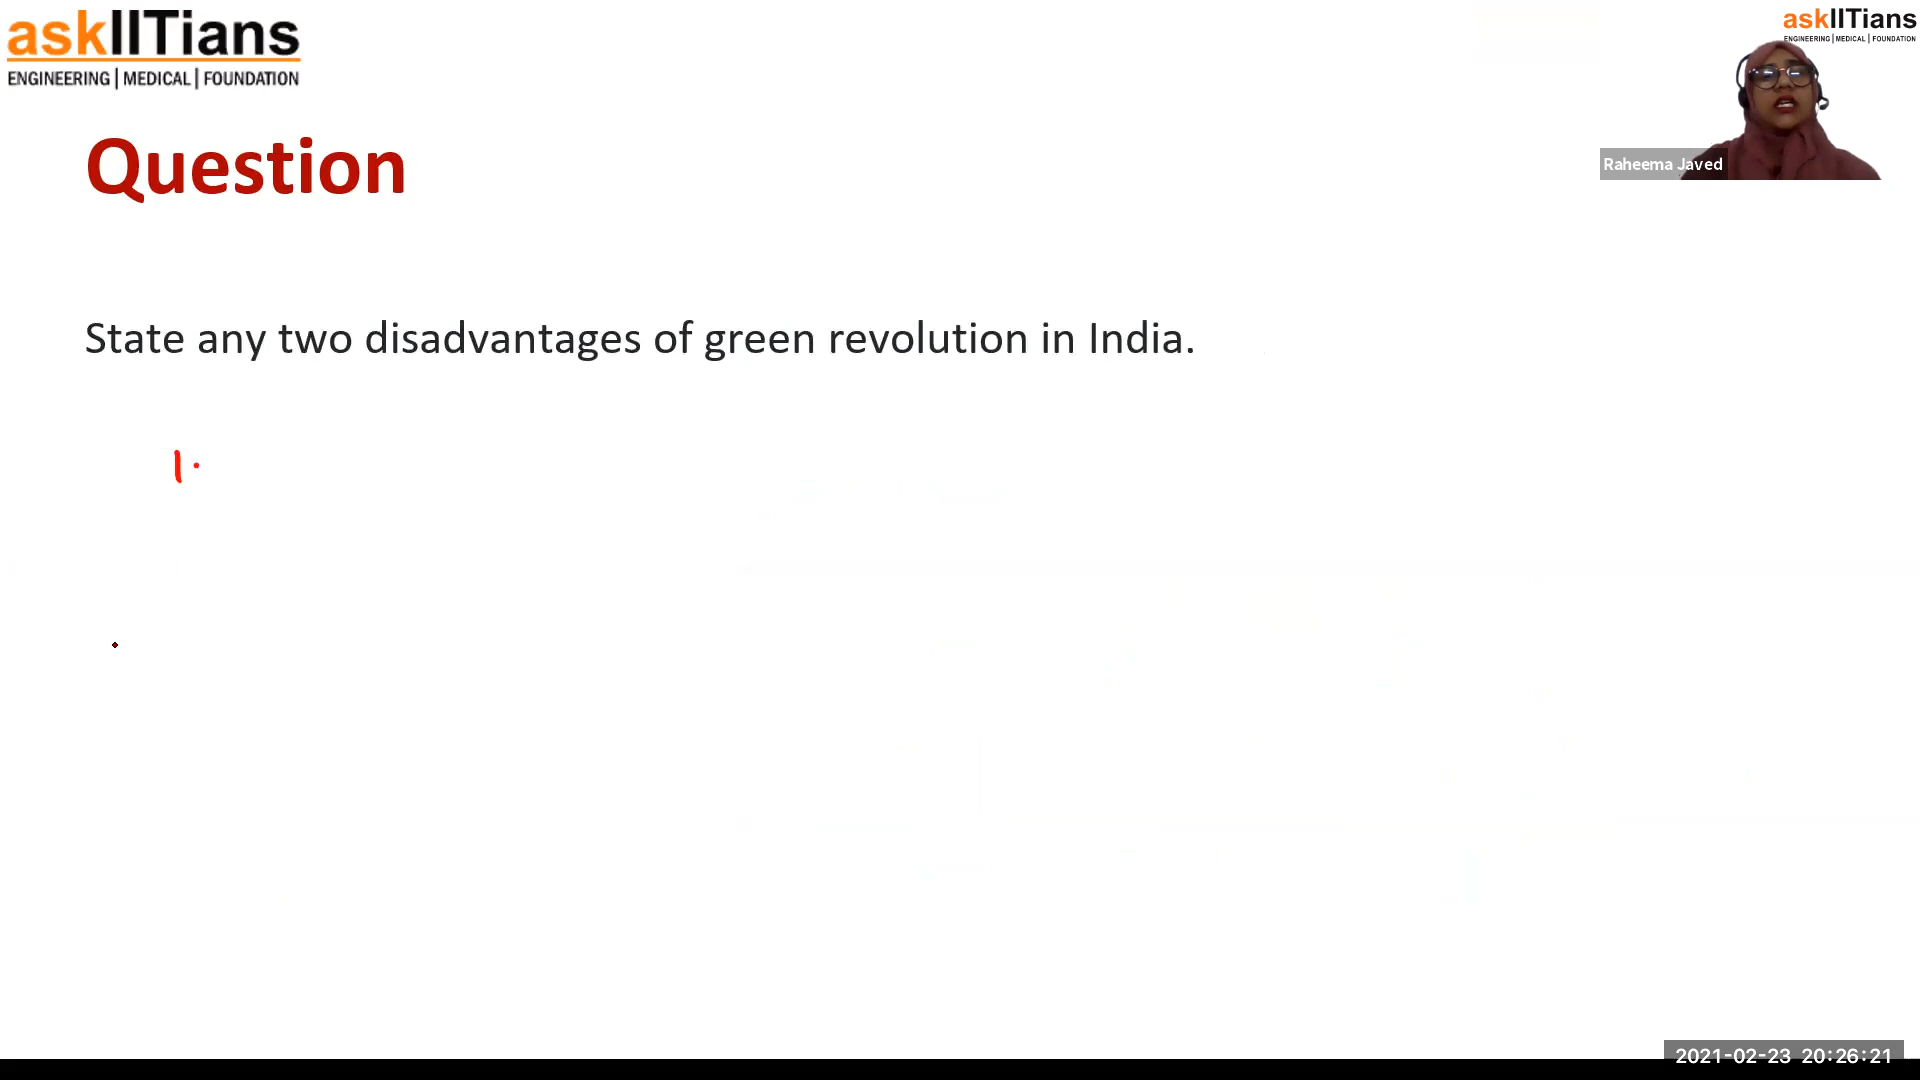 askIITians
ENGINEERING | MEDICAL | FOUNDATION
askIITians
ENGINEERING | MEDICAL | FOUNDATION
Raheema Javed
Question
State any two disadvantages of green revolution in India.
1.
2021-02-23 20:26:21